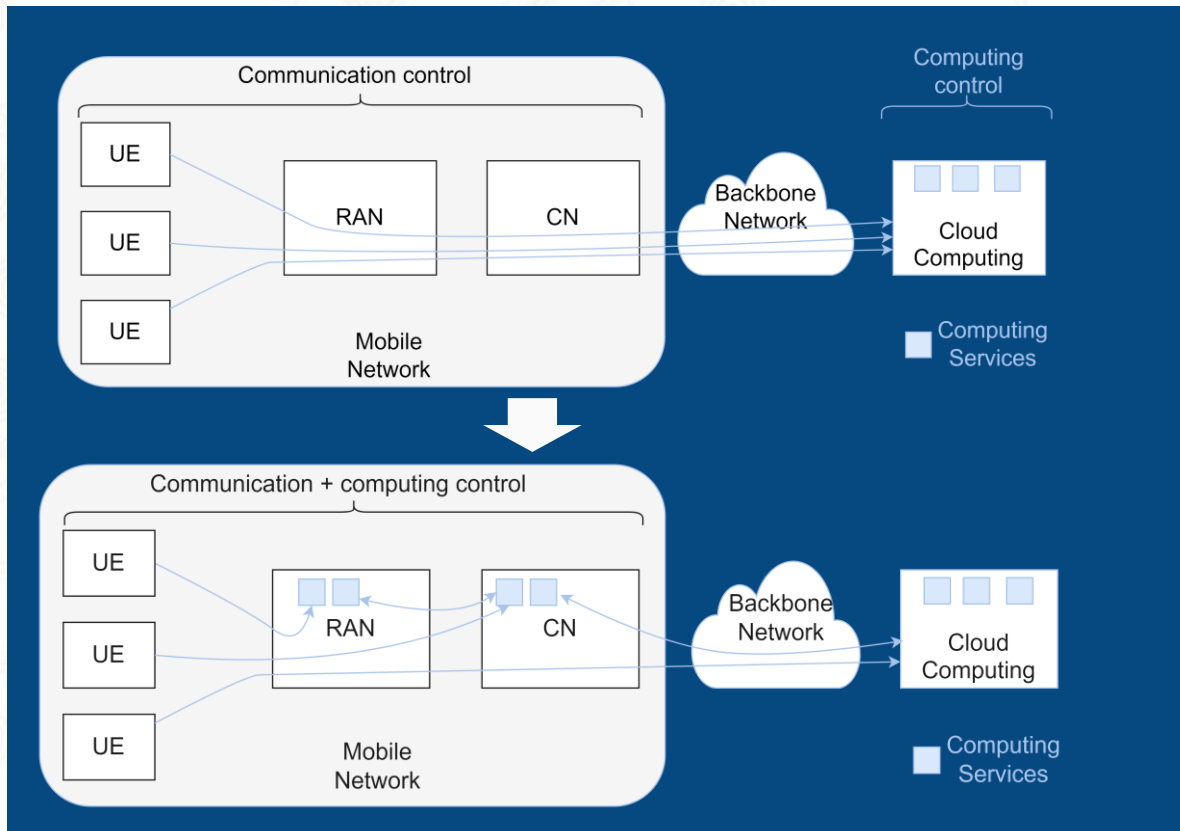 Communication control
Computing
control
UE
UE
UE
RAN
CN
Backbone
Network
Cloud
Computing
Mobile
Network
Computing
Services
Communication + computing control
UE
UE
UE
RAN
CN
Backbone
Network
Cloud
Computing
Mobile
Network
Computing
Services